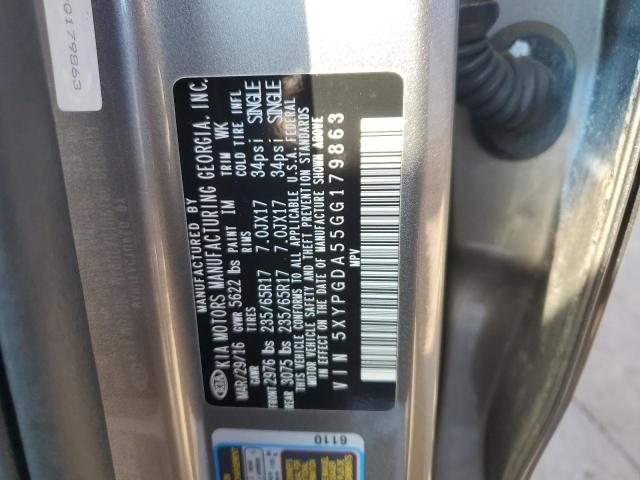 MANUFACTURED BY
KIA MOTORS MANUFACTURING GEORGIA, INC.
KIA
MAR/29/16 GVWR 5622 lbs PAINT IM TRIM WK
GAWR TIRES RIMS COLD TIRE INFL
FRONT 2976 lbs 235/65R17 7.0JX17 34psi SINGLE
REAR 3075 lbs 235/65R17 7.0JX17 34psi SINGLE
THIS VEHICLE CONFORMS TO ALL APPLICABLE U.S.A. FEDERAL
MOTOR VEHICLE SAFETY AND THEFT PREVENTION STANDARDS
IN EFFECT ON THE DATE OF MANUFACTURE SHOWN ABOVE
VIN 5XYPGDA55GG179863
MPV
G179863
6110